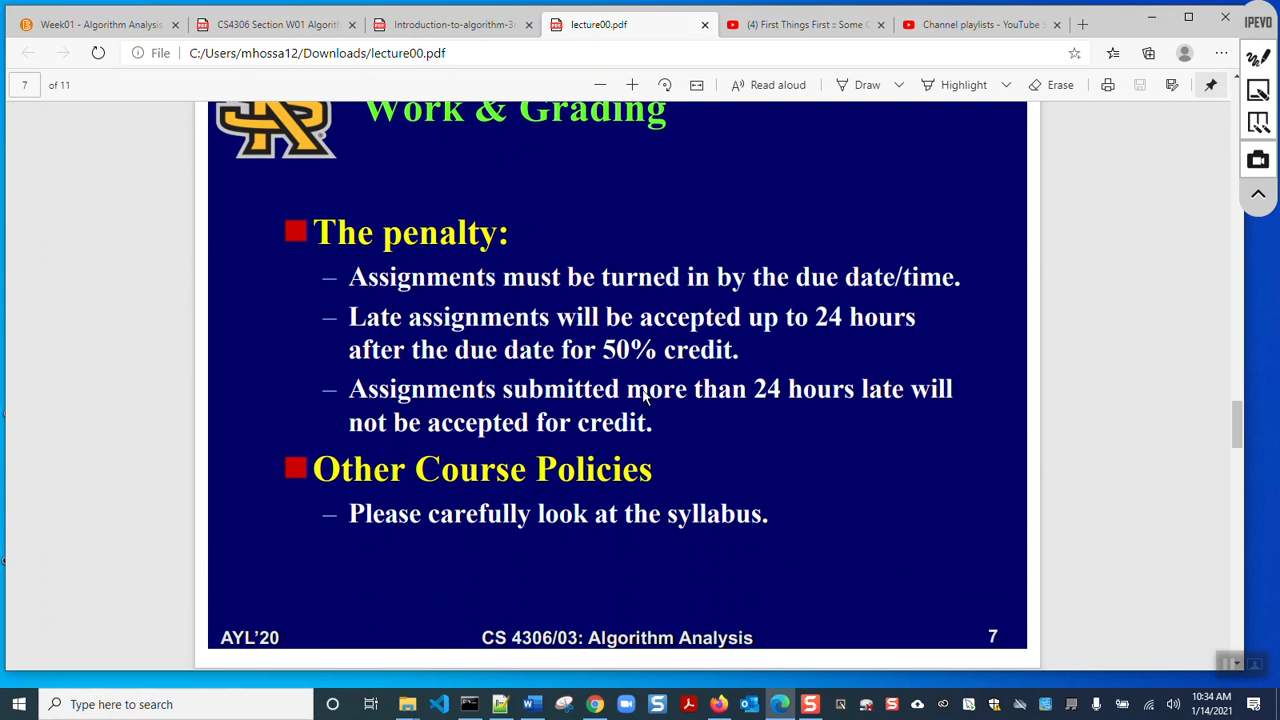 Week01 - Algorithm Analysis
CS4306 Section W01 Algorith
Introduction-to-algorithm-3
lecture00.pdf
(4) First Things First :: Some C
Channel playlists - YouTube S
IPEVO
File
C:/Users/mhossa12/Downloads/lecture00.pdf
7 of 11
Read aloud
Draw
Highlight
Erase
Work & Grading
The penalty:
– Assignments must be turned in by the due date/time.
– Late assignments will be accepted up to 24 hours
after the due date for 50% credit.
– Assignments submitted more than 24 hours late will
not be accepted for credit.
Other Course Policies
– Please carefully look at the syllabus.
AYL’20
CS 4306/03: Algorithm Analysis
7
Type here to search
10:34 AM
1/14/2021